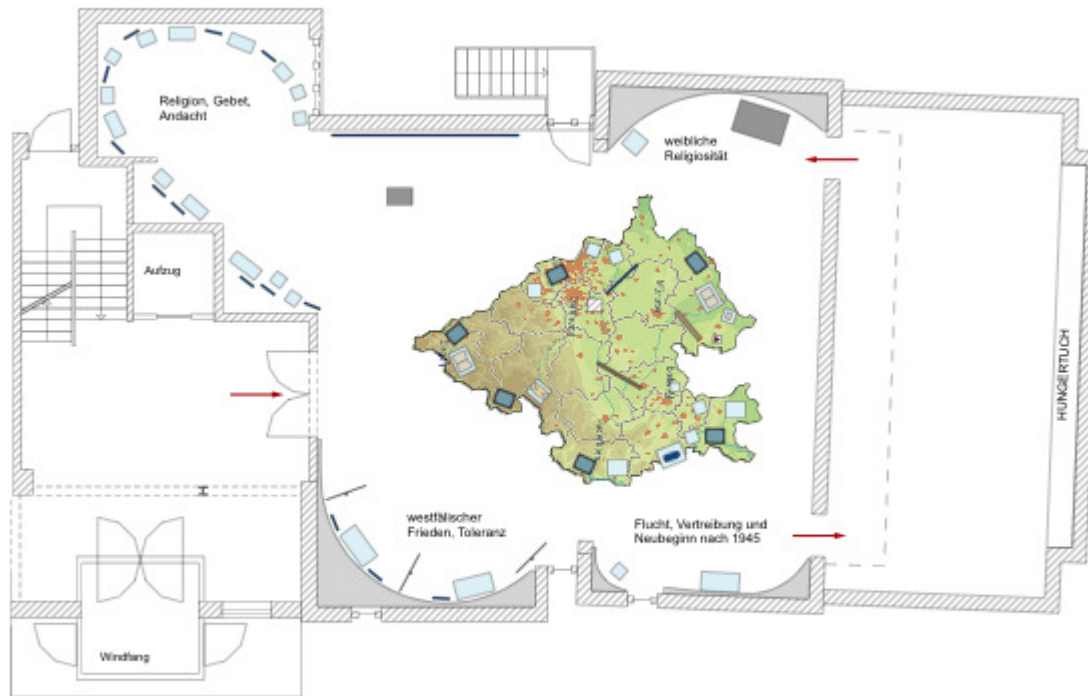 Religion, Gebet,
Andacht
weibliche
Religiosität
Aufzug
HUNGERTUCH
westfälischer
Frieden, Toleranz
Flucht, Vertreibung und
Neubeginn nach 1945
Windfang